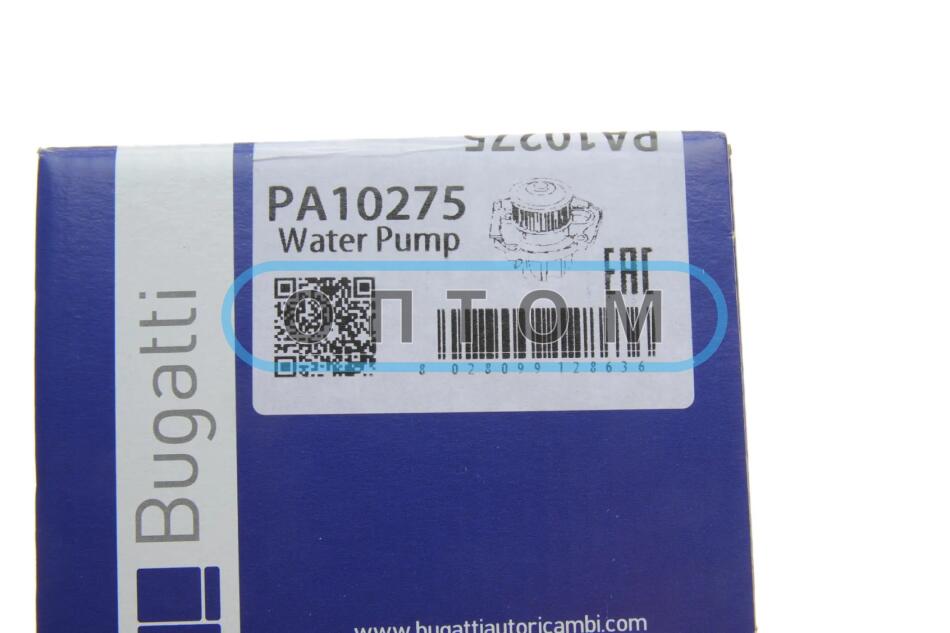 PA10275
PA10275
Water Pump
EAC
ОПТОМ
8 028099 128636
Bugatti
www.bugattiautoricambi.com